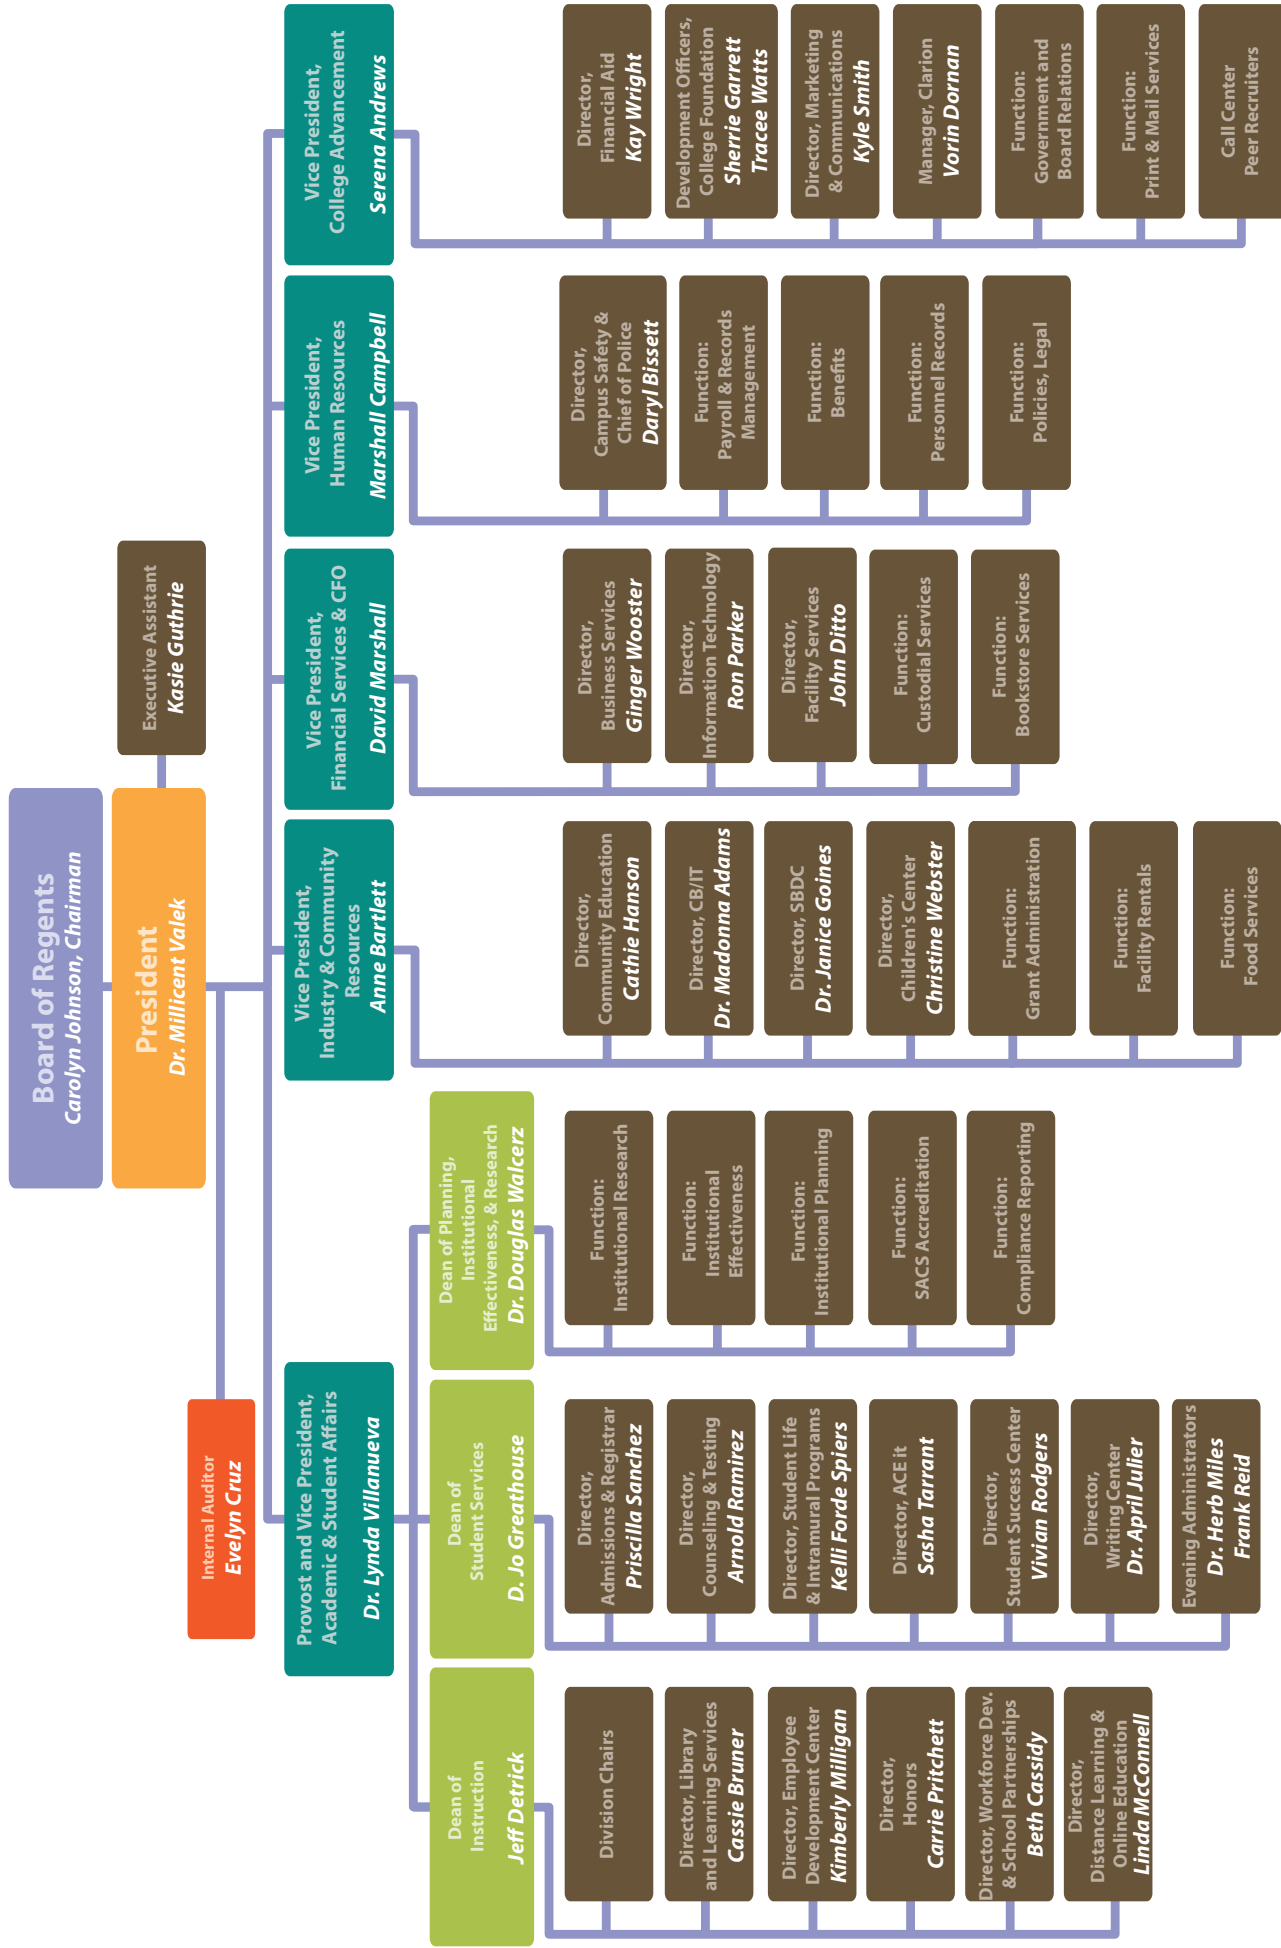 Board of Regents
Carolyn Johnson, Chairman
President
Dr. Millicent Valek
Executive Assistant
Kasie Guthrie
Internal Auditor
Evelyn Cruz
Provost and Vice President,
Academic & Student Affairs
Dr. Lynda Villanueva
Dean of
Instruction
Jeff Detrick
Division Chairs
Director, Library
and Learning Services
Cassie Bruner
Director, Employee
Development Center
Kimberly Milligan
Director,
Honors
Carrie Pritchett
Director, Workforce Dev.
& School Partnerships
Beth Cassidy
Director,
Distance Learning &
Online Education
Linda McConnell
Dean of
Student Services
D. Jo Greathouse
Director,
Admissions & Registrar
Priscilla Sanchez
Director,
Counseling & Testing
Arnold Ramirez
Director, Student Life
& Intramural Programs
Kelli Forde Spiers
Director, ACE it
Sasha Tarrant
Director,
Student Success Center
Vivian Rodgers
Director,
Writing Center
Dr. April Julier
Evening Administrators
Dr. Herb Miles
Frank Reid
Dean of Planning,
Institutional
Effectiveness, & Research
Dr. Douglas Walcerz
Function:
Institutional Research
Function:
Institutional
Effectiveness
Function:
Institutional Planning
Function:
SACS Accreditation
Function:
Compliance Reporting
Vice President,
Industry & Community
Resources
Anne Bartlett
Director,
Community Education
Cathie Hanson
Director, CB/IT
Dr. Madonna Adams
Director, SBDC
Dr. Janice Goines
Director,
Children's Center
Christine Webster
Function:
Grant Administration
Function:
Facility Rentals
Function:
Food Services
Vice President,
Financial Services & CFO
David Marshall
Director,
Business Services
Ginger Wooster
Director,
Information Technology
Ron Parker
Director,
Facility Services
John Ditto
Function:
Custodial Services
Function:
Bookstore Services
Vice President,
Human Resources
Marshall Campbell
Director,
Campus Safety &
Chief of Police
Daryl Bissett
Function:
Payroll & Records
Management
Function:
Benefits
Function:
Personnel Records
Function:
Policies, Legal
Vice President,
College Advancement
Serena Andrews
Director,
Financial Aid
Kay Wright
Development Officers,
College Foundation
Sherrie Garrett
Tracee Watts
Director, Marketing
& Communications
Kyle Smith
Manager, Clarion
Vorin Dornan
Function:
Government and
Board Relations
Function:
Print & Mail Services
Call Center
Peer Recruiters